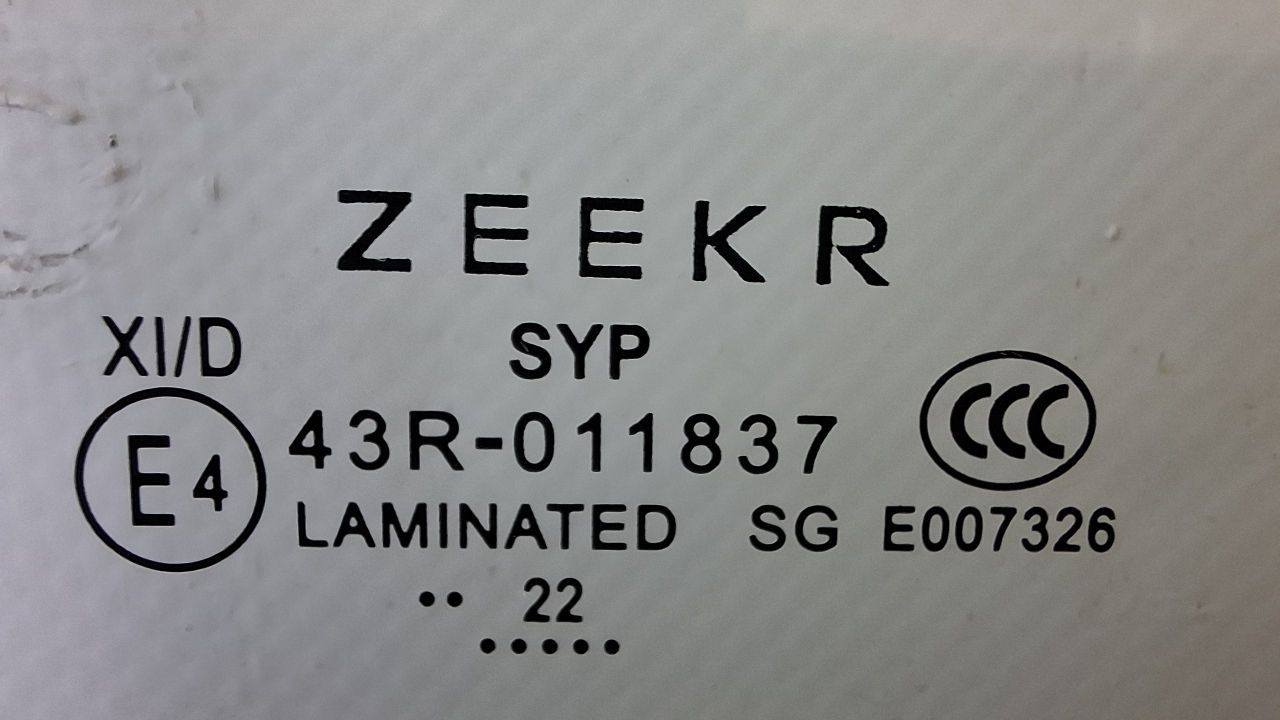 ZEEKR
XI/D
SYP
E4
43R-011837
CCC
LAMINATED SG E007326
•• 22
•••••